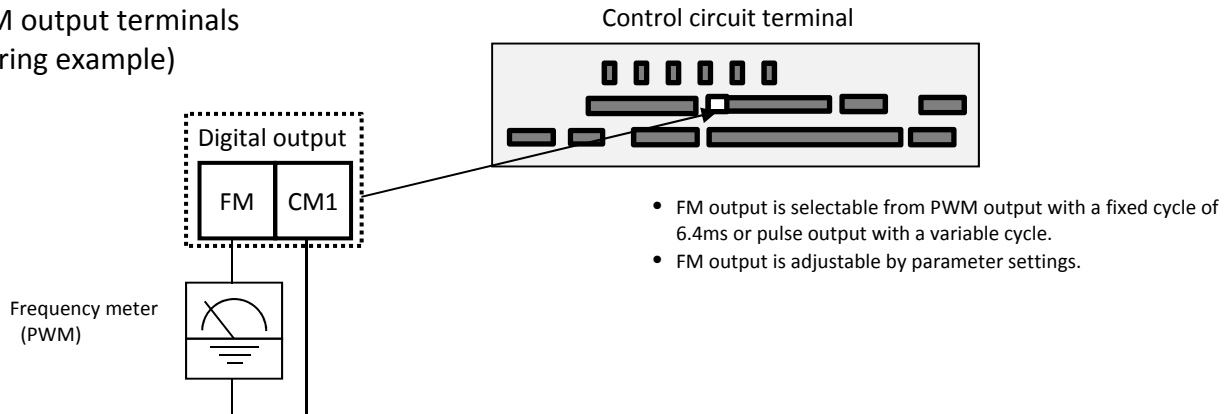 M output terminals
ring example)
Control circuit terminal
Digital output
FM
CM1
• FM output is selectable from PWM output with a fixed cycle of
6.4ms or pulse output with a variable cycle.
• FM output is adjustable by parameter settings.
Frequency meter
(PWM)